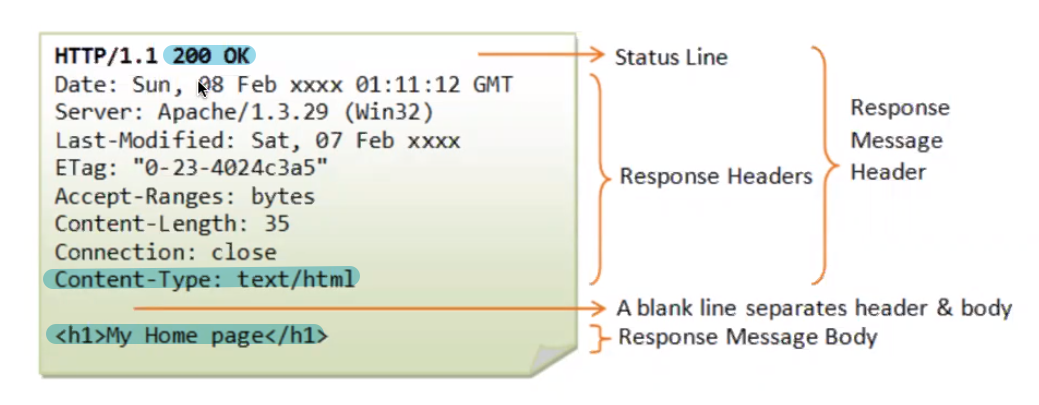 HTTP/1.1 200 OK
Date: Sun, 08 Feb xxxx 01:11:12 GMT
Server: Apache/1.3.29 (Win32)
Last-Modified: Sat, 07 Feb xxxx
ETag: "0-23-4024c3a5"
Accept-Ranges: bytes
Content-Length: 35
Connection: close
Content-Type: text/html
<h1>My Home page</h1>
Status Line
Response Headers
A blank line separates header & body
Response Message Body
Response
Message
Header